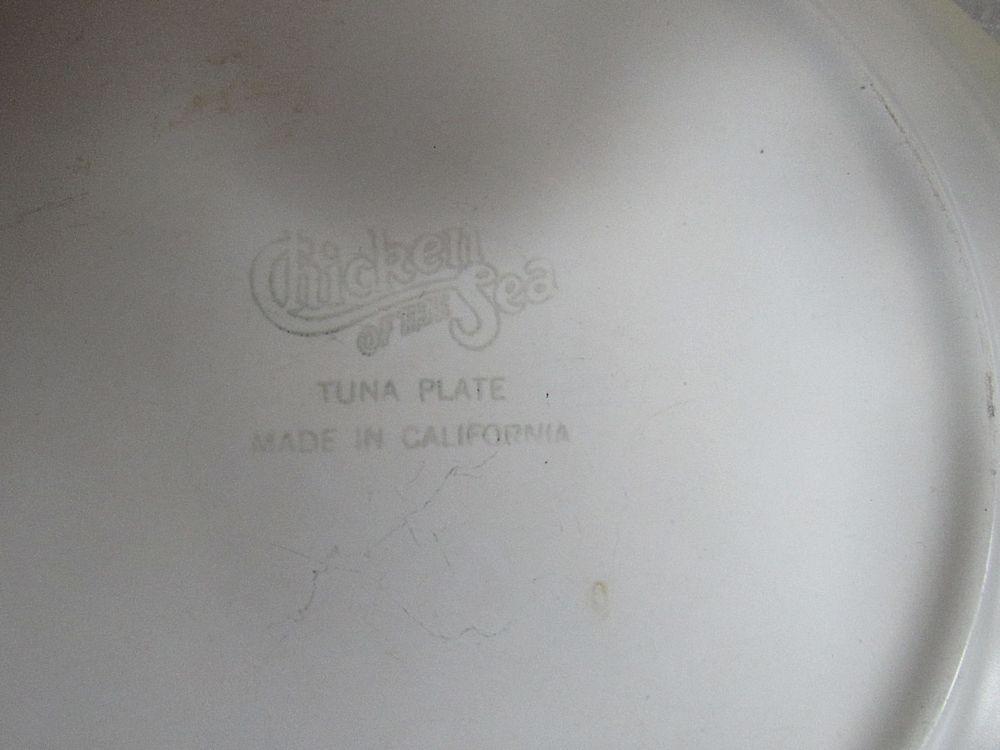 Chicken
of the Sea
TUNA PLATE
MADE IN CALIFORNIA